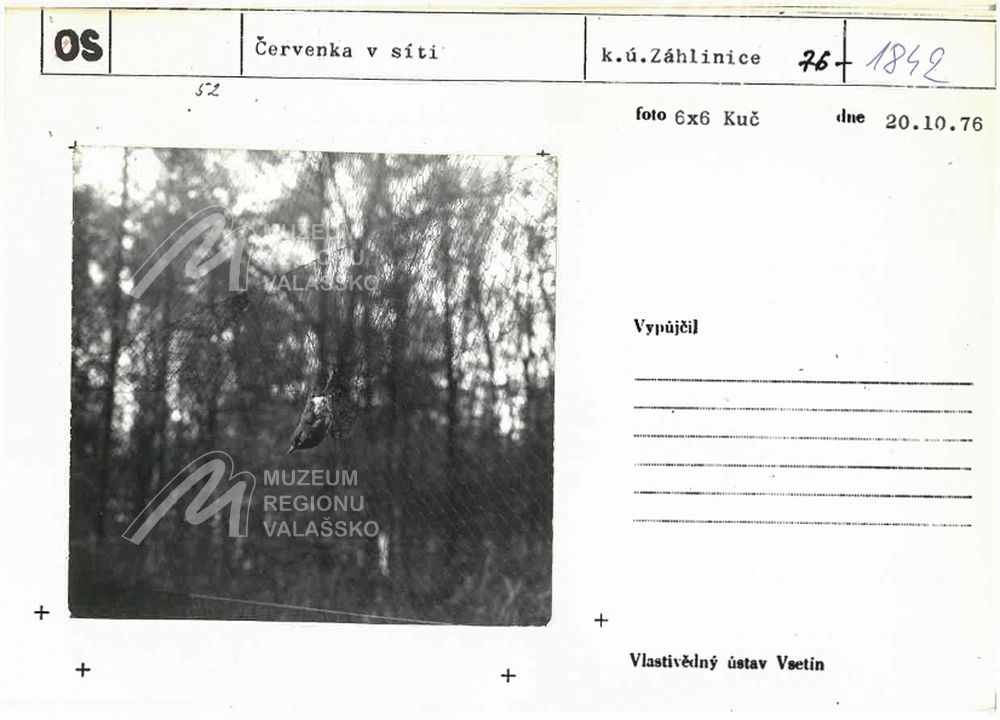 OS
Červenka v síti
k.ú.Záhlinice 76-1842
52
foto 6x6 Kuč dne 20.10.76
MUZEUM
REGIONU
VALAŠSKO
Vypůjčil
MUZEUM
REGIONU
VALAŠSKO
Vlastivědný ústav Vsetín